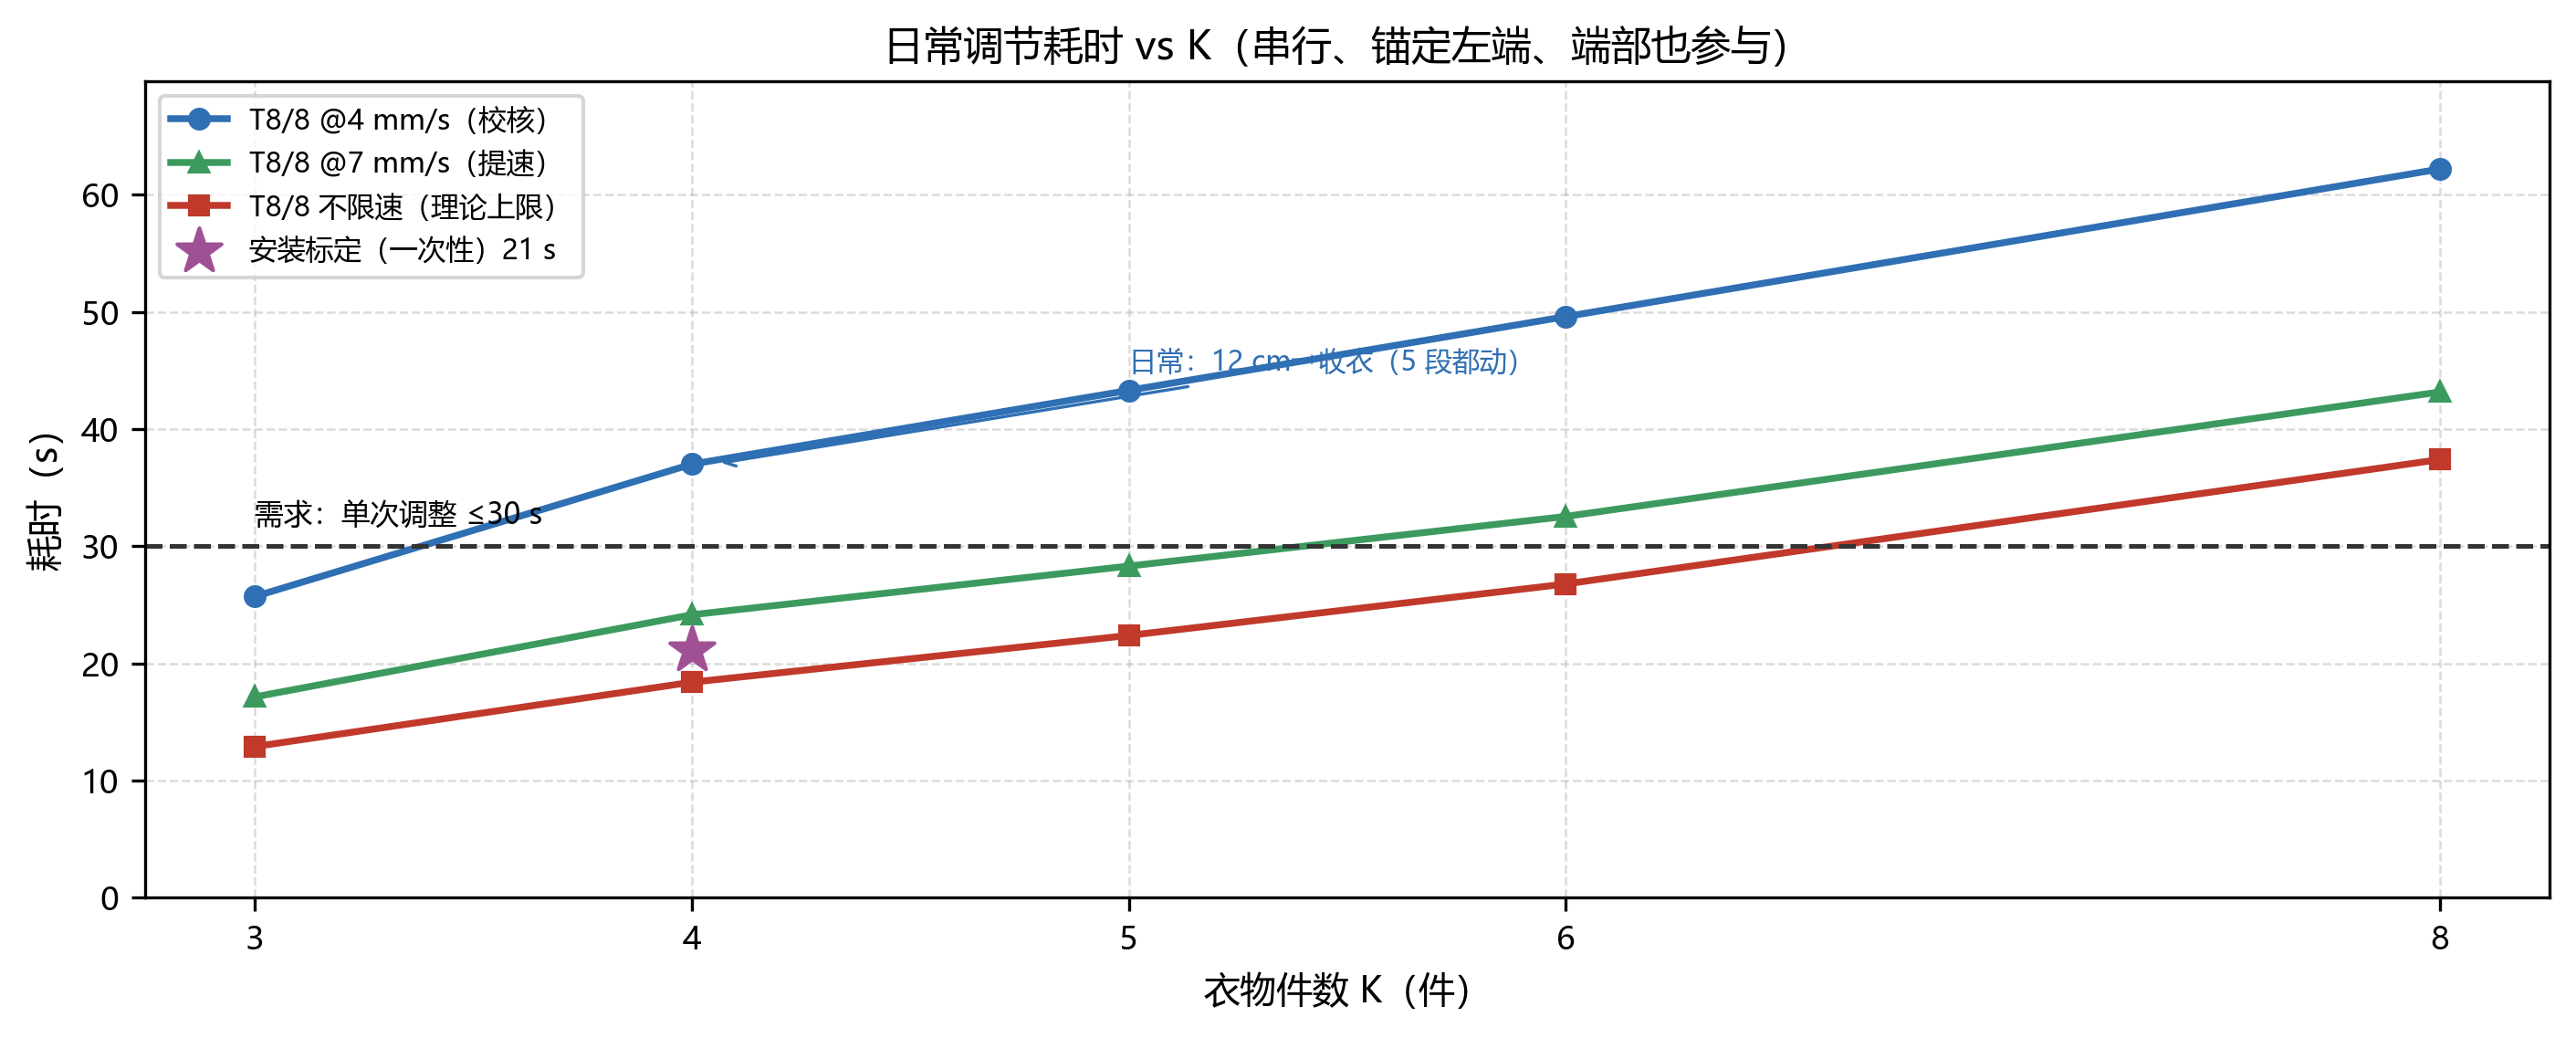 日常调节耗时 vs K（串行、锚定左端、端部也参与）
T8/8 @4 mm/s（校核）
T8/8 @7 mm/s（提速）
T8/8 不限速（理论上限）
安装标定（一次性）21 s
日常：12 cm→收衣（5 段都动）
需求：单次调整 ≤30 s
耗时（s）
60
50
40
30
20
10
0
3 4 5 6 8
衣物件数 K（件）